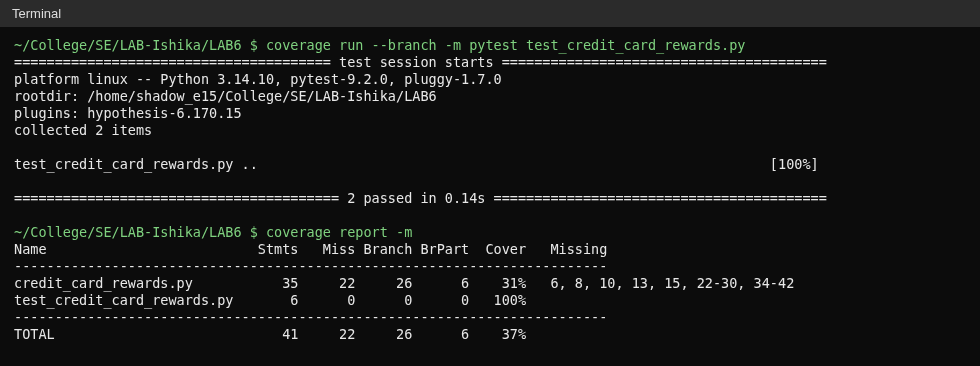 Terminal
~/College/SE/LAB-Ishika/LAB6 $ coverage run --branch -m pytest test_credit_card_rewards.py
======================================= test session starts ========================================
platform linux -- Python 3.14.10, pytest-9.2.0, pluggy-1.7.0
rootdir: /home/shadow_e15/College/SE/LAB-Ishika/LAB6
plugins: hypothesis-6.170.15
collected 2 items
test_credit_card_rewards.py .. [100%]
======================================== 2 passed in 0.14s =========================================
~/College/SE/LAB-Ishika/LAB6 $ coverage report -m
Name                          Stmts   Miss Branch BrPart  Cover   Missing
-------------------------------------------------------------------------
credit_card_rewards.py           35     22     26      6    31%   6, 8, 10, 13, 15, 22-30, 34-42
test_credit_card_rewards.py       6      0      0      0   100%
-------------------------------------------------------------------------
TOTAL                            41     22     26      6    37%